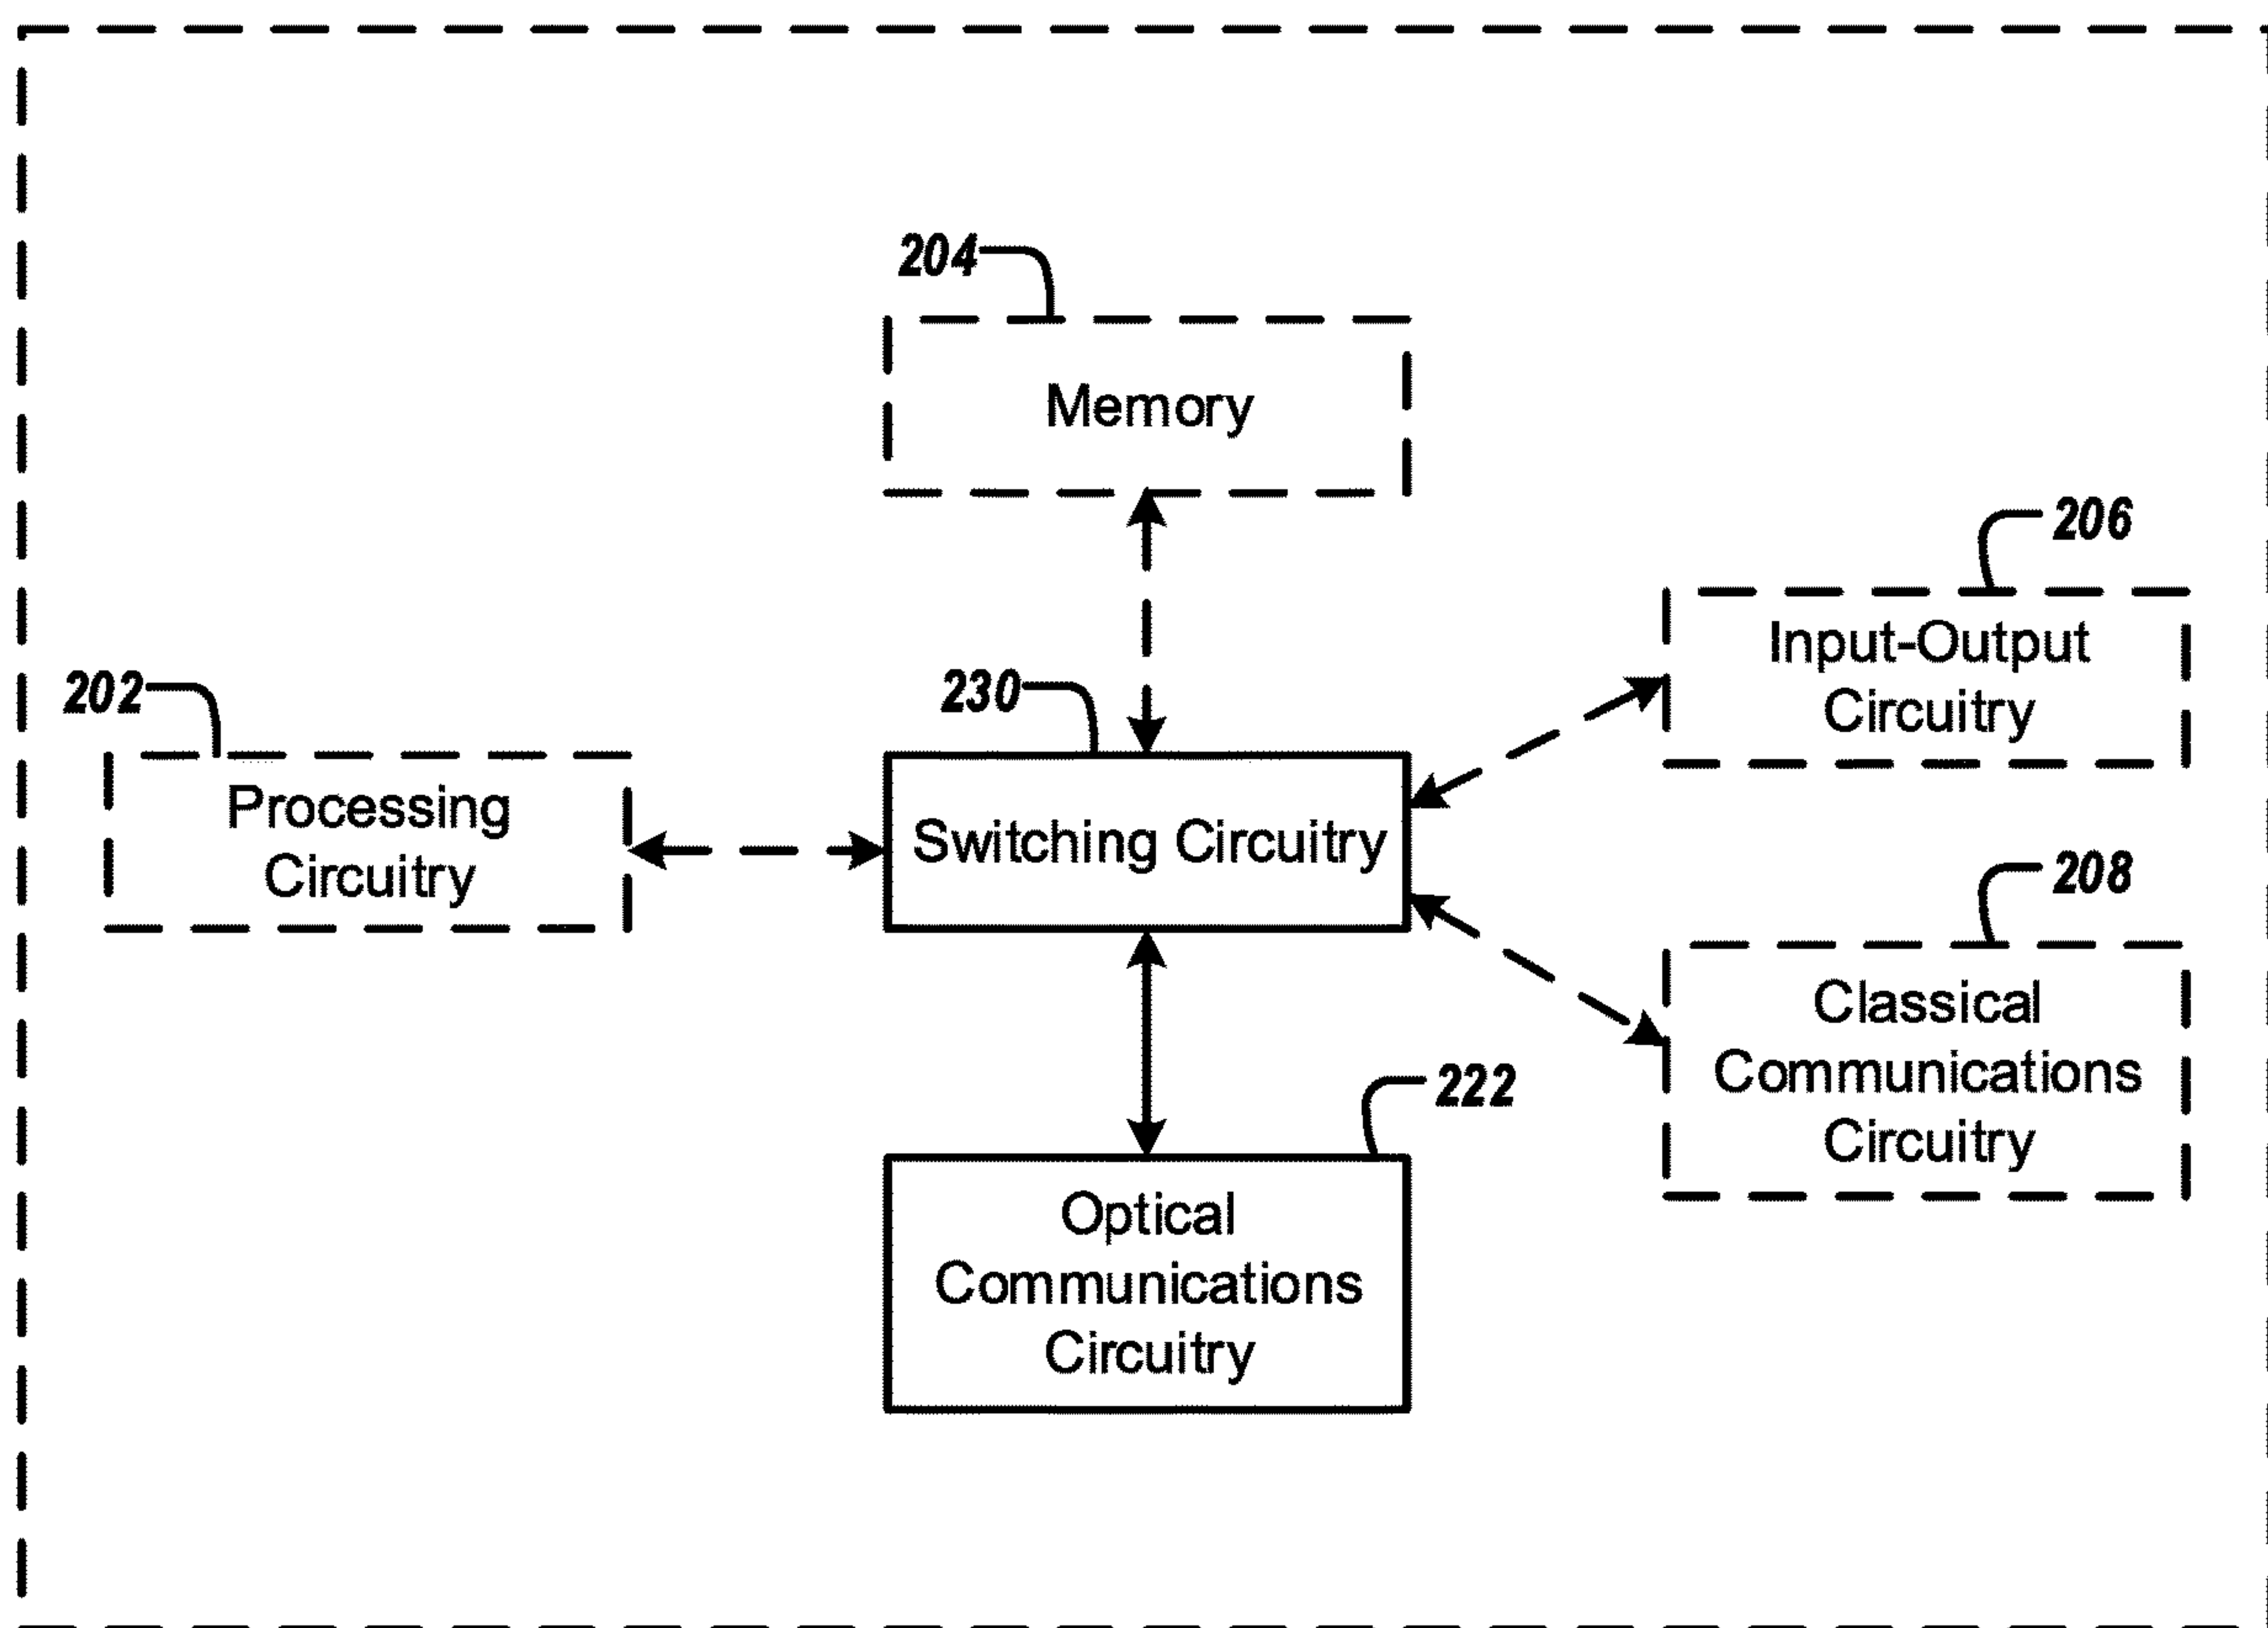 204
Memory
206
Input-Output
Circuitry
202
Processing
Circuitry
230
Switching Circuitry
208
Classical
Communications
Circuitry
222
Optical
Communications
Circuitry